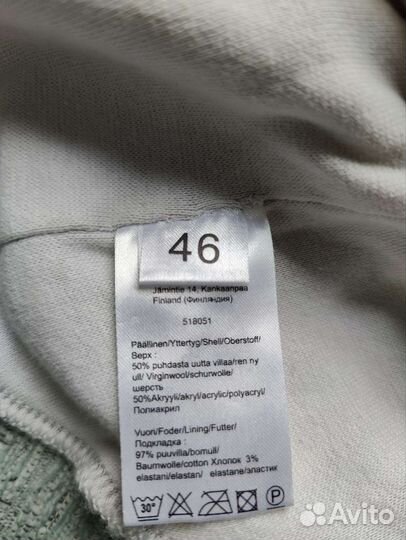 46
Jämintie 14, Kankaanpaa
Finland (Финляндия)
518051
Päällinen/Yttertyg/Shell/Oberstoff/
Верх :
50% puhdasta uutta villaa/ren ny
ull/ Virginwool/schurwolle/
шерсть
50%Akryyli/akryl/acrylic/polyacryl/
Полиакрил
Vuori/Foder/Lining/Futter/
Подкладка :
97% puuvilla/bomull/
Baumwolle/cotton Хлопок 3%
elastani/elastan/ elastane/эластик
30°
P
Avito